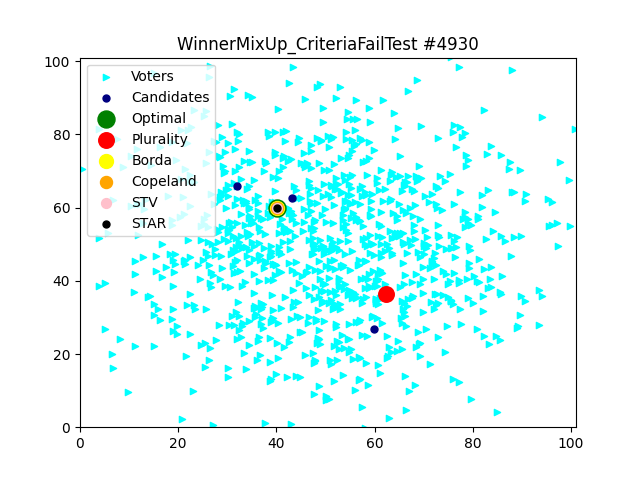 WinnerMixUp_CriteriaFailTest #4930
100
80
60
40
20
0
0
20
40
60
80
100
Voters
Candidates
Optimal
Plurality
Borda
Copeland
STV
STAR